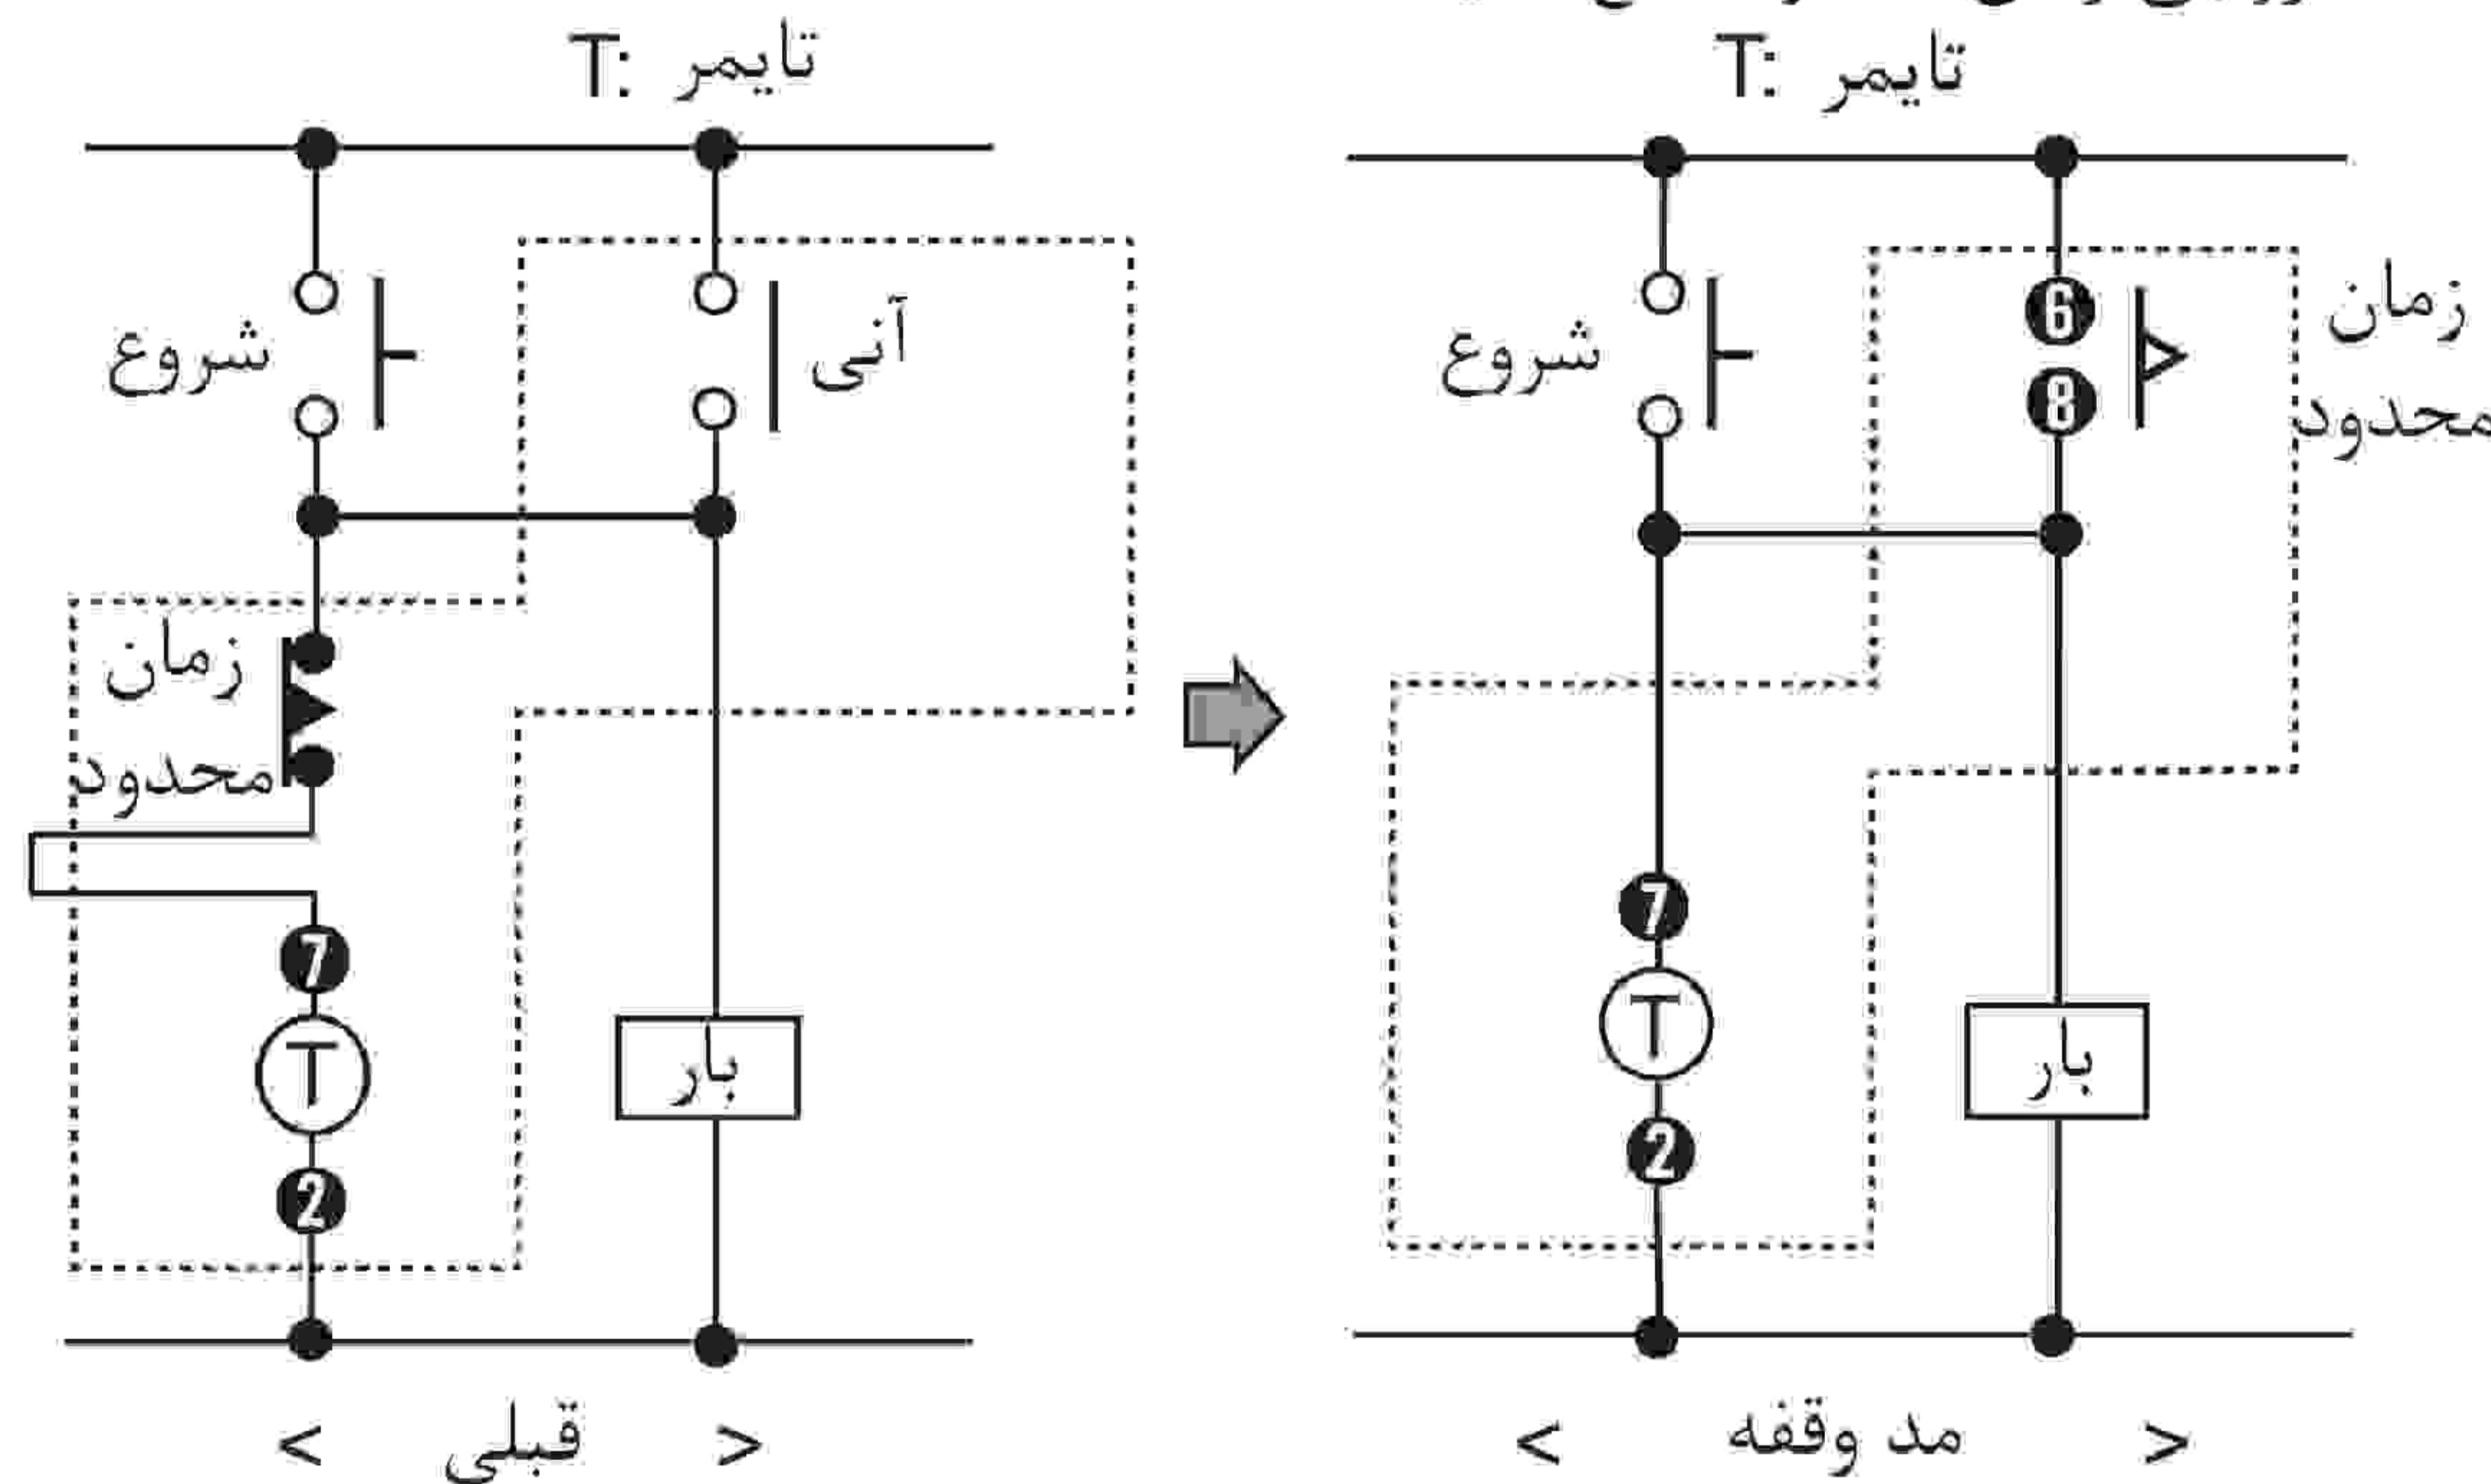 T: تایمر
شروع
آنی
زمان
محدود
7
T
2
بار
< قبلی >
T: تایمر
شروع
6
8
زمان
محدود
7
T
2
بار
< مد وقفه >